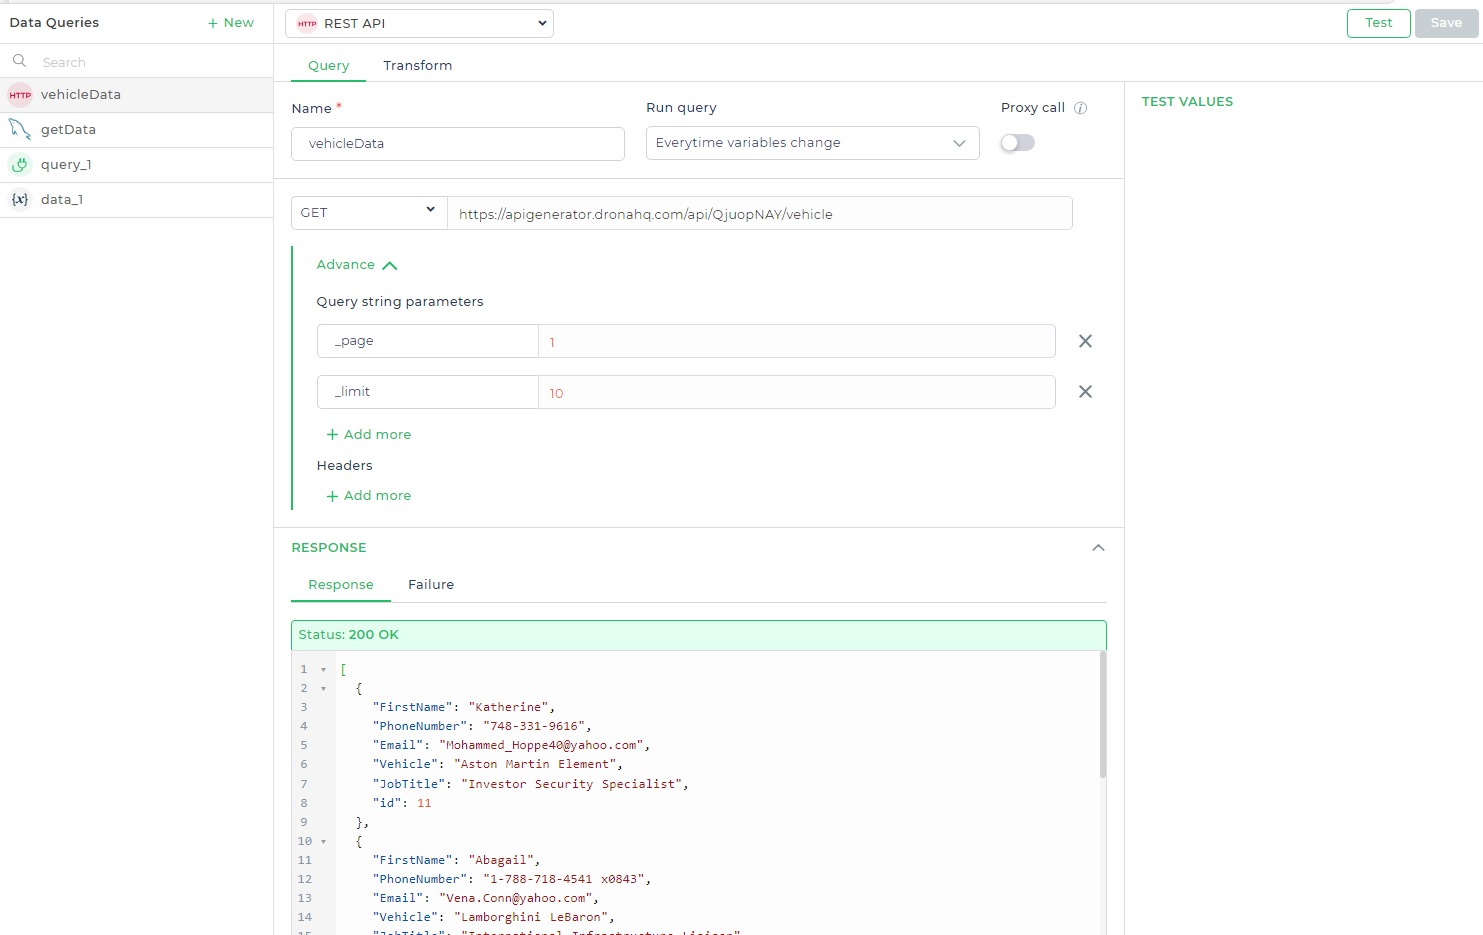 Data Queries
+ New
Search
HTTP vehicleData
getData
query_1
{x} data_1
HTTP REST API
Test
Save
Query
Transform
Name *
Run query
Proxy call i
vehicleData
Everytime variables change
GET
https://apigenerator.dronahq.com/api/QjuopNAY/vehicle
Advance
Query string parameters
_page
1
_limit
10
+ Add more
Headers
+ Add more
RESPONSE
Response
Failure
Status: 200 OK
1 [
2 {
3 "FirstName": "Katherine",
4 "PhoneNumber": "748-331-9616",
5 "Email": "Mohammed_Hoppe40@yahoo.com",
6 "Vehicle": "Aston Martin Element",
7 "JobTitle": "Investor Security Specialist",
8 "id": 11
9 },
10 {
11 "FirstName": "Abagail",
12 "PhoneNumber": "1-788-718-4541 x0843",
13 "Email": "Vena.Conn@yahoo.com",
14 "Vehicle": "Lamborghini LeBaron",
15 "JobTitle": "International Infrastructure Liaison"
TEST VALUES